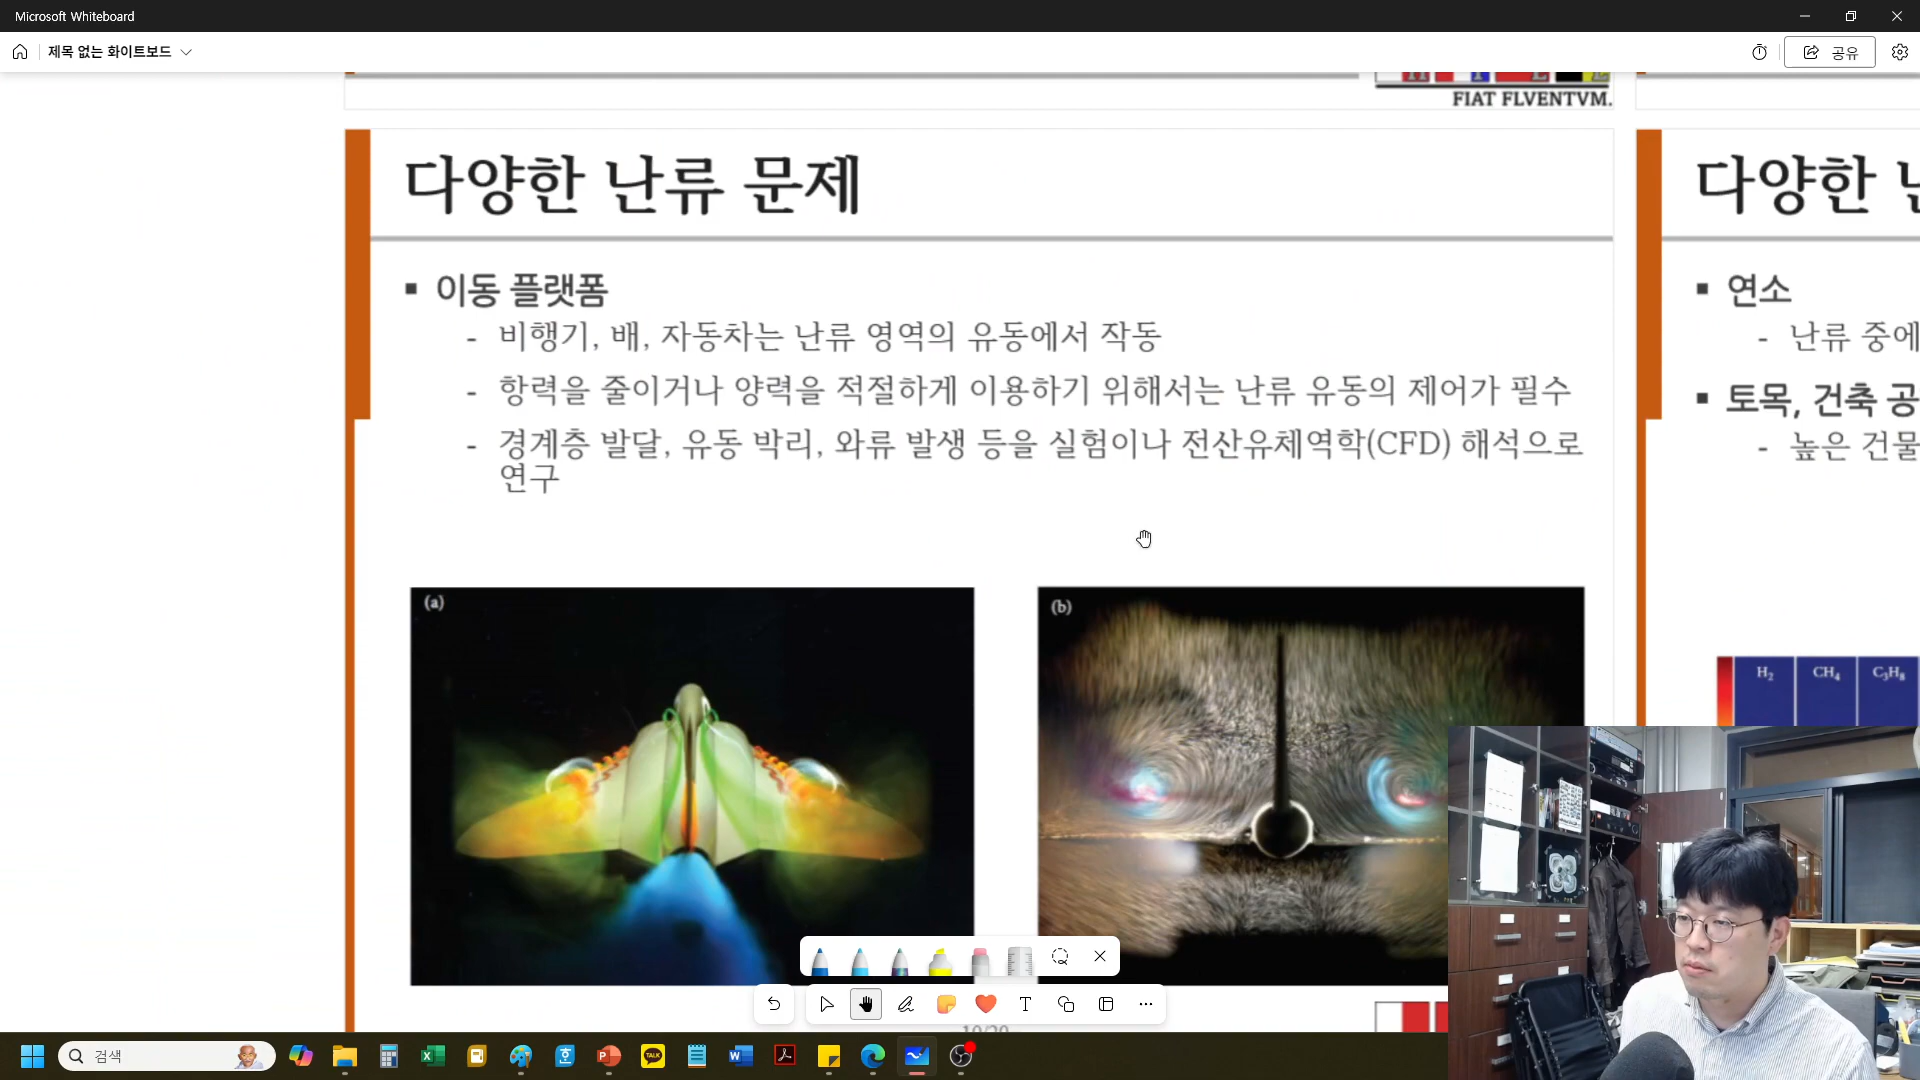 Microsoft Whiteboard
제목 없는 화이트보드
공유
FIAT FLVENTVM.
다양한 난류 문제
▪ 이동 플랫폼
- 비행기, 배, 자동차는 난류 영역의 유동에서 작동
- 항력을 줄이거나 양력을 적절하게 이용하기 위해서는 난류 유동의 제어가 필수
- 경계층 발달, 유동 박리, 와류 발생 등을 실험이나 전산유체역학(CFD) 해석으로
연구
(a)
(b)
다양한
▪ 연소
- 난류 중에
▪ 토목, 건축 공
- 높은 건물
H₂ CH₄ C₃H₈
T
검색
TALK